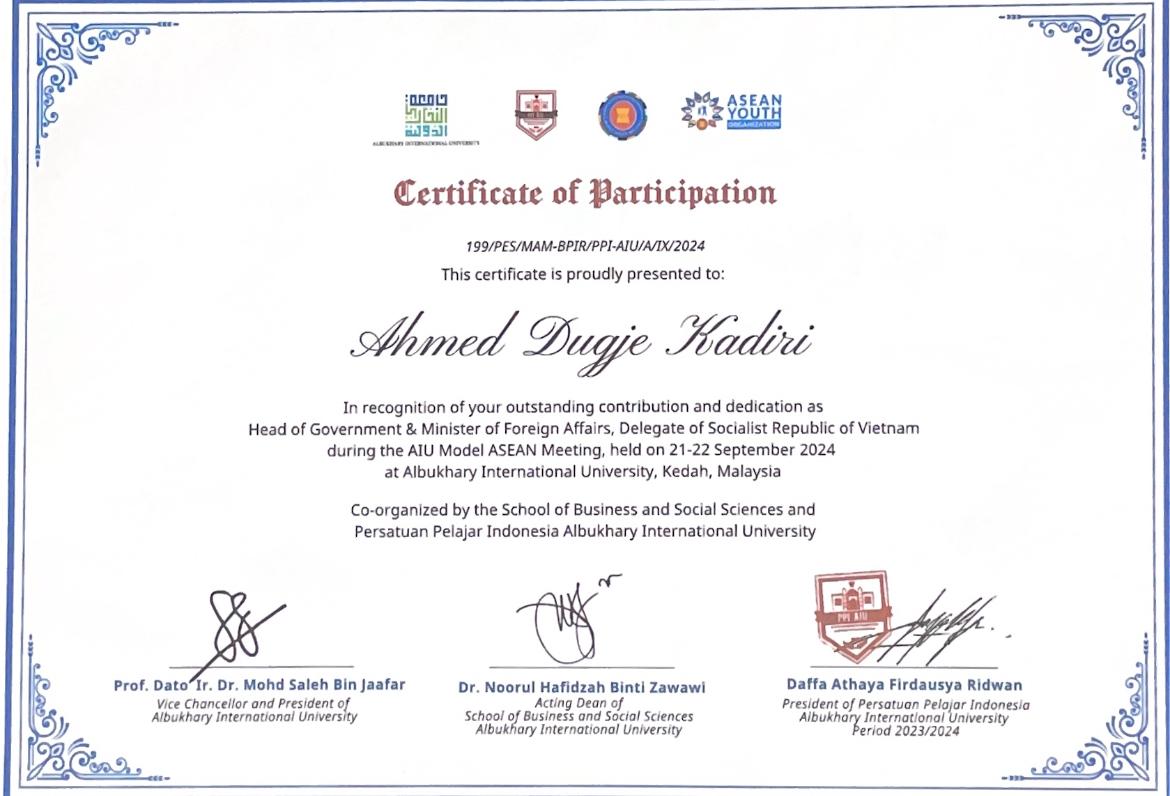 جامعة
البخاري
الدولية
ALBUKHARY INTERNATIONAL UNIVERSITY
PPI AIU
ASEAN
YOUTH
ORGANIZATION
Certificate of Participation
199/PES/MAM-BPIR/PPI-AIU/A/IX/2024
This certificate is proudly presented to:
Ahmed Dugje Kadiri
In recognition of your outstanding contribution and dedication as
Head of Government & Minister of Foreign Affairs, Delegate of Socialist Republic of Vietnam
during the AIU Model ASEAN Meeting, held on 21-22 September 2024
at Albukhary International University, Kedah, Malaysia
Co-organized by the School of Business and Social Sciences and
Persatuan Pelajar Indonesia Albukhary International University
PPI AIU
Prof. Dato' Ir. Dr. Mohd Saleh Bin Jaafar
Vice Chancellor and President of
Albukhary International University
Dr. Noorul Hafidzah Binti Zawawi
Acting Dean of
School of Business and Social Sciences
Albukhary International University
Daffa Athaya Firdausya Ridwan
President of Persatuan Pelajar Indonesia
Albukhary International University
Period 2023/2024